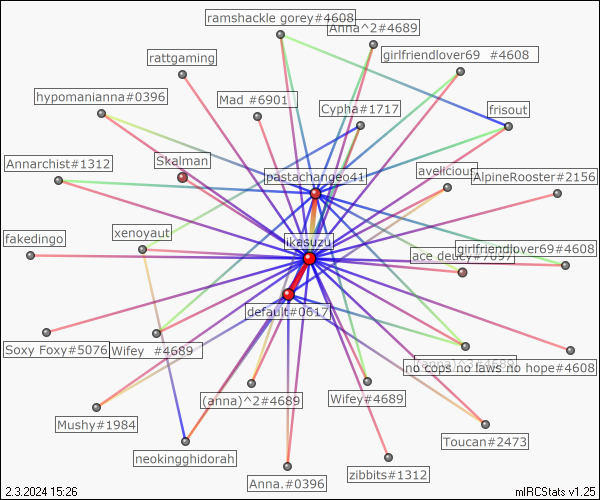 ramshackle gorey#4608
Anna^2#4689
girlfriendlover69 #4608
rattgaming
hypomanianna#0396
Mad #6901
Cypha#1717
frisout
Annarchist#1312
Skalman
pastachangeo41
avelicious
AlpineRooster#2156
fakedingo
xenoyaut
ikasuzu
ace deucy#7697
girlfriendlover69#4608
default#0617
Soxy Foxy#5076
Wifey #4689
no cops no laws no hope#4608
(anna)^2#4689
Wifey#4689
Mushy#1984
Toucan#2473
neokingghidorah
Anna.#0396
zibbits#1312
2.3.2024 15:26
mIRCStats v1.25